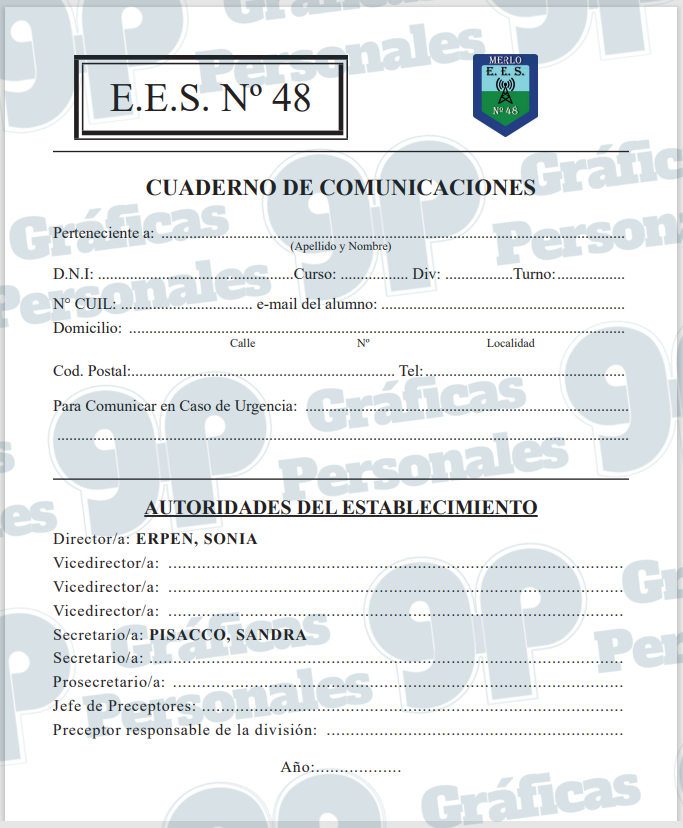 E.E.S. Nº 48
MERLO
E. E. S.
Nº 48
CUADERNO DE COMUNICACIONES
Perteneciente a: ..........................................................................................
(Apellido y Nombre)
D.N.I: ................................................Curso: ................. Div: .................Turno:.................
N° CUIL: ................................. e-mail del alumno: .............................................................
Domicilio: ............................................................................................................
Calle Nº Localidad
Cod. Postal:................................................................. Tel:..................................................
Para Comunicar en Caso de Urgencia: .................................................................................
..............................................................................................................................................
AUTORIDADES DEL ESTABLECIMIENTO
Director/a: ERPEN, SONIA
Vicedirector/a: ..............................................................................................
Vicedirector/a: ..............................................................................................
Vicedirector/a: ..............................................................................................
Secretario/a: PISACCO, SANDRA
Secretario/a: .................................................................................................
Prosecretario/a: .............................................................................................
Jefe de Preceptores: ........................................................................................
Preceptor responsable de la división: ..............................................................
Año:..................
gp Gráficas
Personales